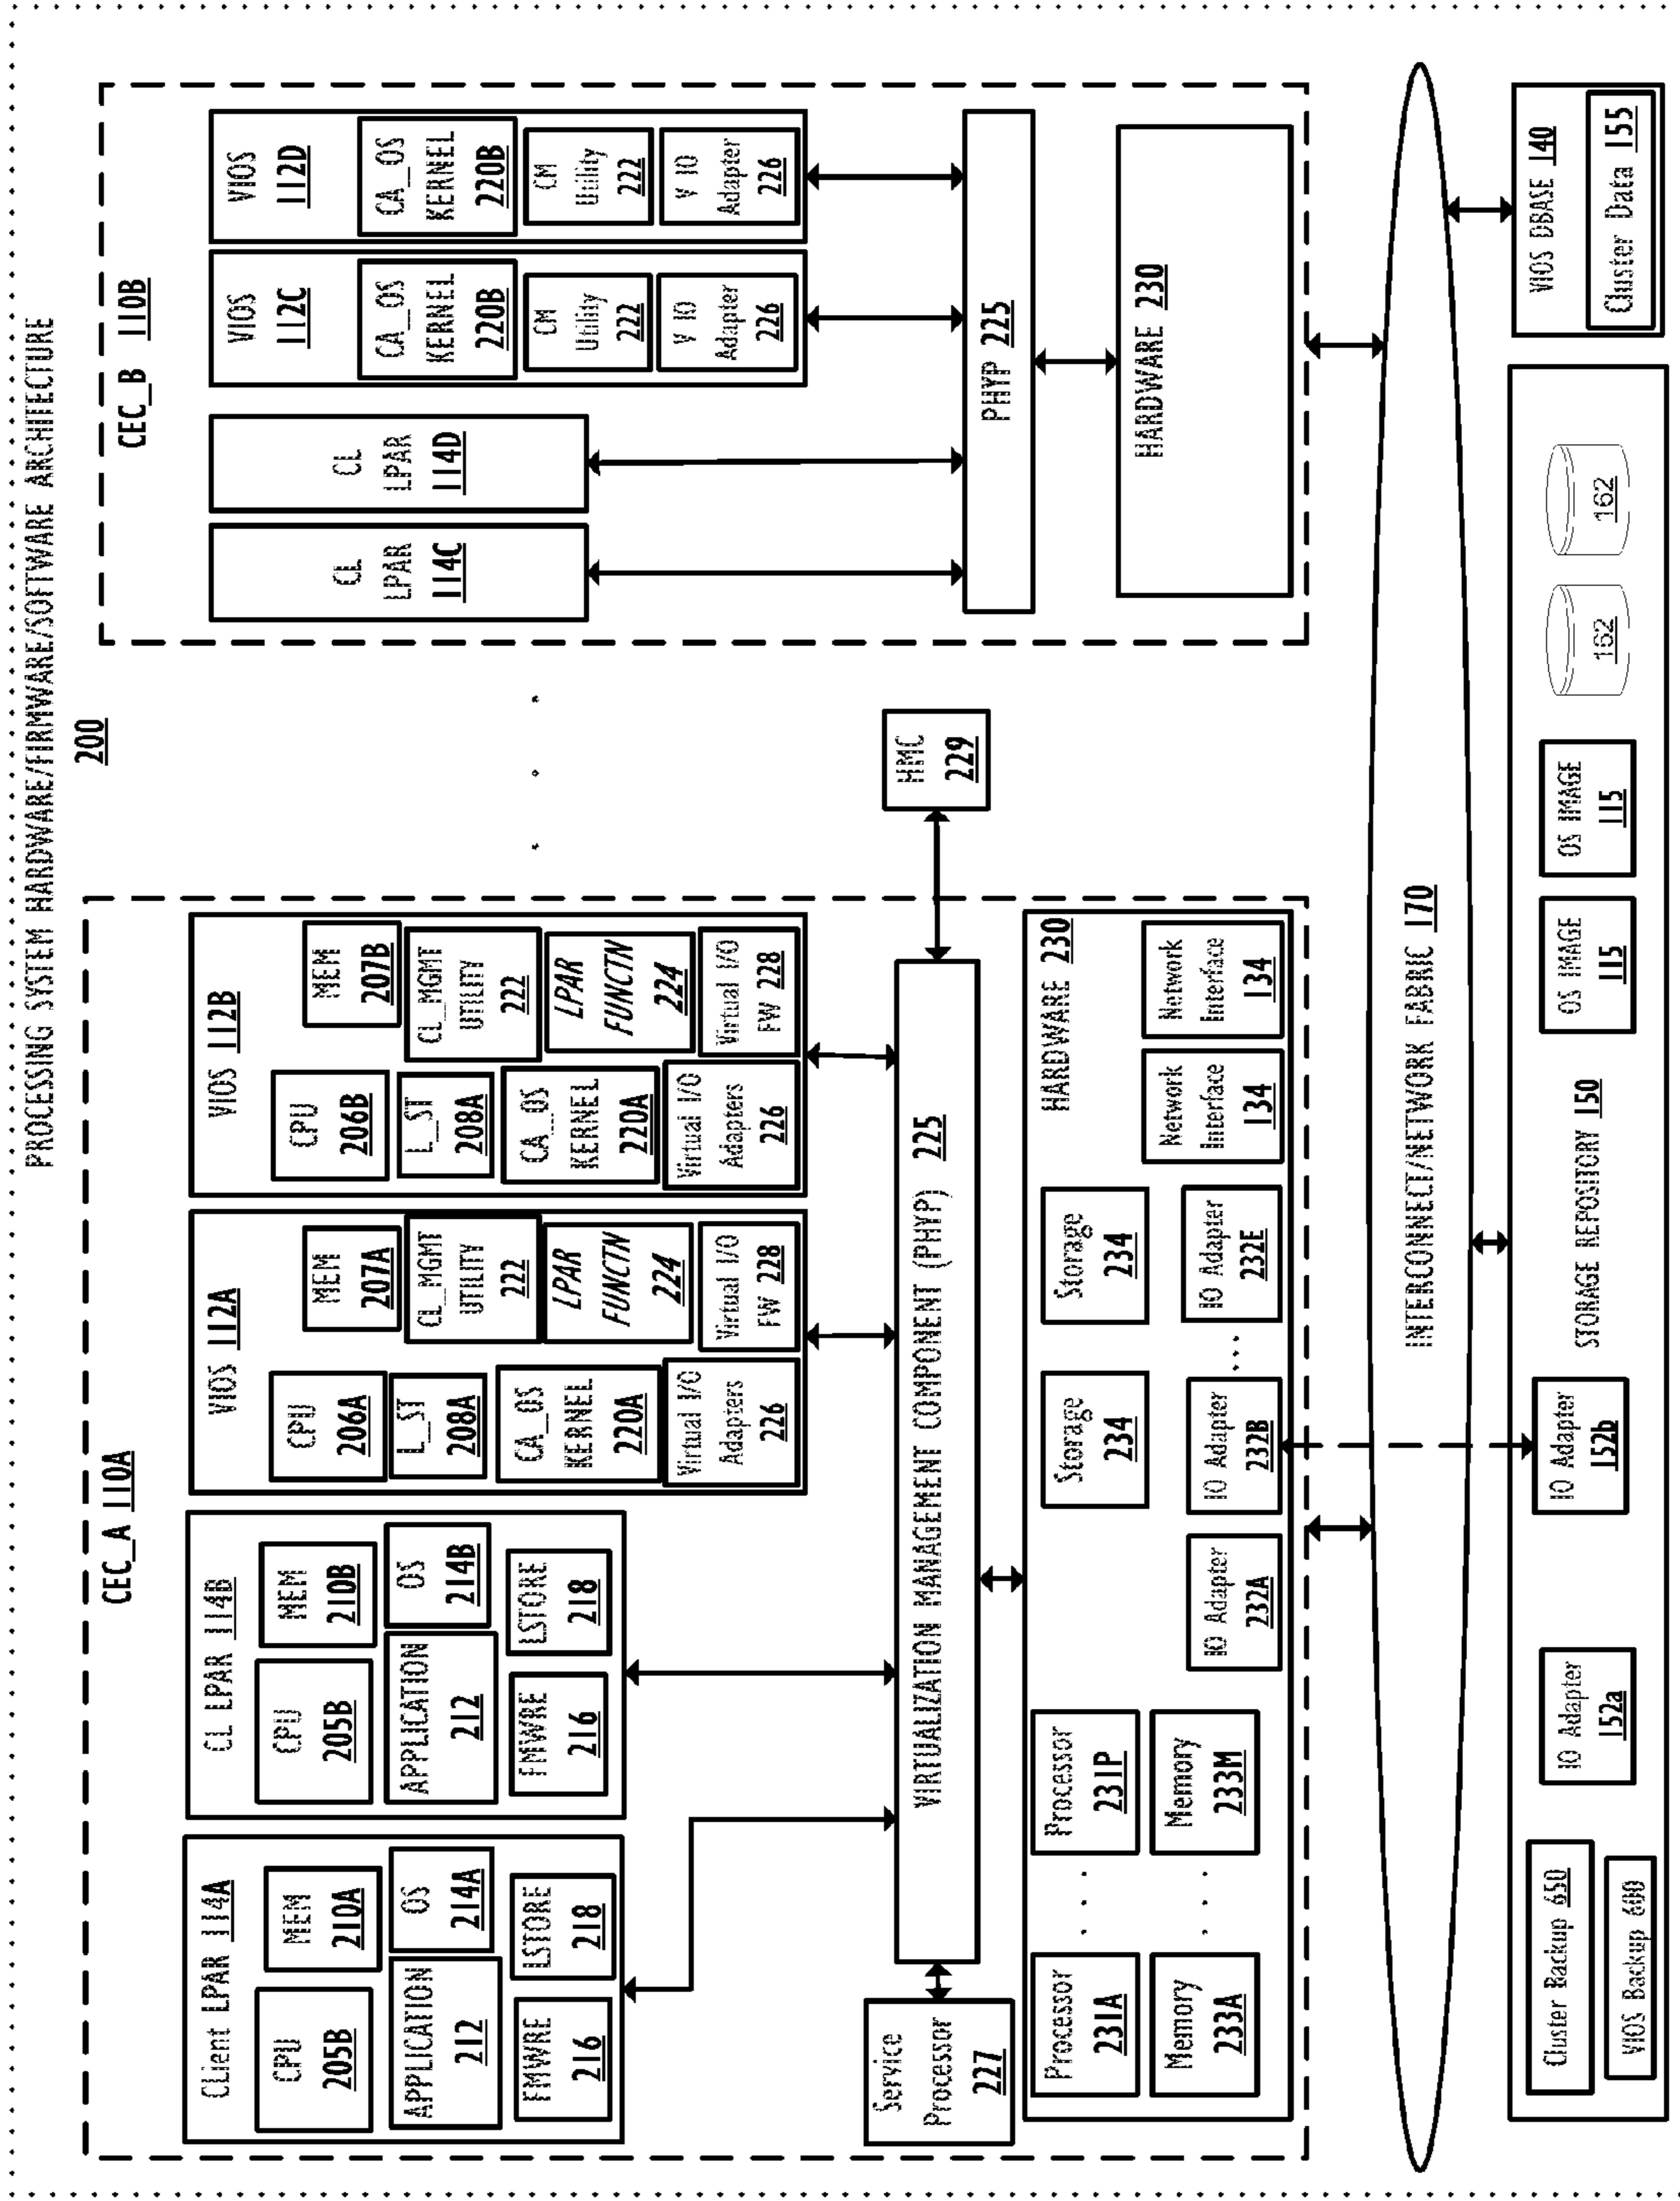 PROCESSING SYSTEM HARDWARE/FIRMWARE/SOFTWARE ARCHITECTURE
200
CEC_A 110A
CLient LPAR 114A
CPU
205B
MEM
210A
APPLICATION
212
OS
214A
FMWRE
216
LSTORE
218
CL LPAR 114B
CPU
205B
MEM
210B
APPLICATION
212
OS
214B
FMWRE
216
LSTORE
218
VIOS 112A
CPU
206A
MEM
207A
L_ST
208A
CL_MGMT
UTILITY
222
CA_OS
KERNEL
220A
LPAR
FUNCTN
224
Virtual I/O
Adapters
226
Virtual I/O
FW 228
VIOS 112B
CPU
206B
MEM
207B
L_ST
208A
CL_MGMT
UTILITY
222
CA_OS
KERNEL
220A
LPAR
FUNCTN
224
Virtual I/O
Adapters
226
Virtual I/O
FW 228
. . .
Service
Processor
227
VIRTUALIZATION MANAGEMENT COMPONENT (PHYP) 225
HMC
229
HARDWARE 230
Processor
231A
. . .
Processor
231P
Memory
233A
. . .
Memory
233M
Storage
234
Storage
234
IO Adapter
232A
IO Adapter
232B
...
IO Adapter
232E
Network
Interface
134
Network
Interface
134
CEC_B 110B
CL
LPAR
114C
CL
LPAR
114D
VIOS
112C
CA_OS
KERNEL
220B
CM
Utility
222
V IO
Adapter
226
VIOS
112D
CA_OS
KERNEL
220B
CM
Utility
222
V IO
Adapter
226
PHYP 225
HARDWARE 230
INTERCONNECT/NETWORK FABRIC 170
STORAGE REPOSITORY 150
Cluster Backup 650
VIOS Backup 600
IO Adapter
152a
IO Adapter
152b
OS IMAGE
115
OS IMAGE
115
162
162
VIOS DBASE 140
Cluster Data 155